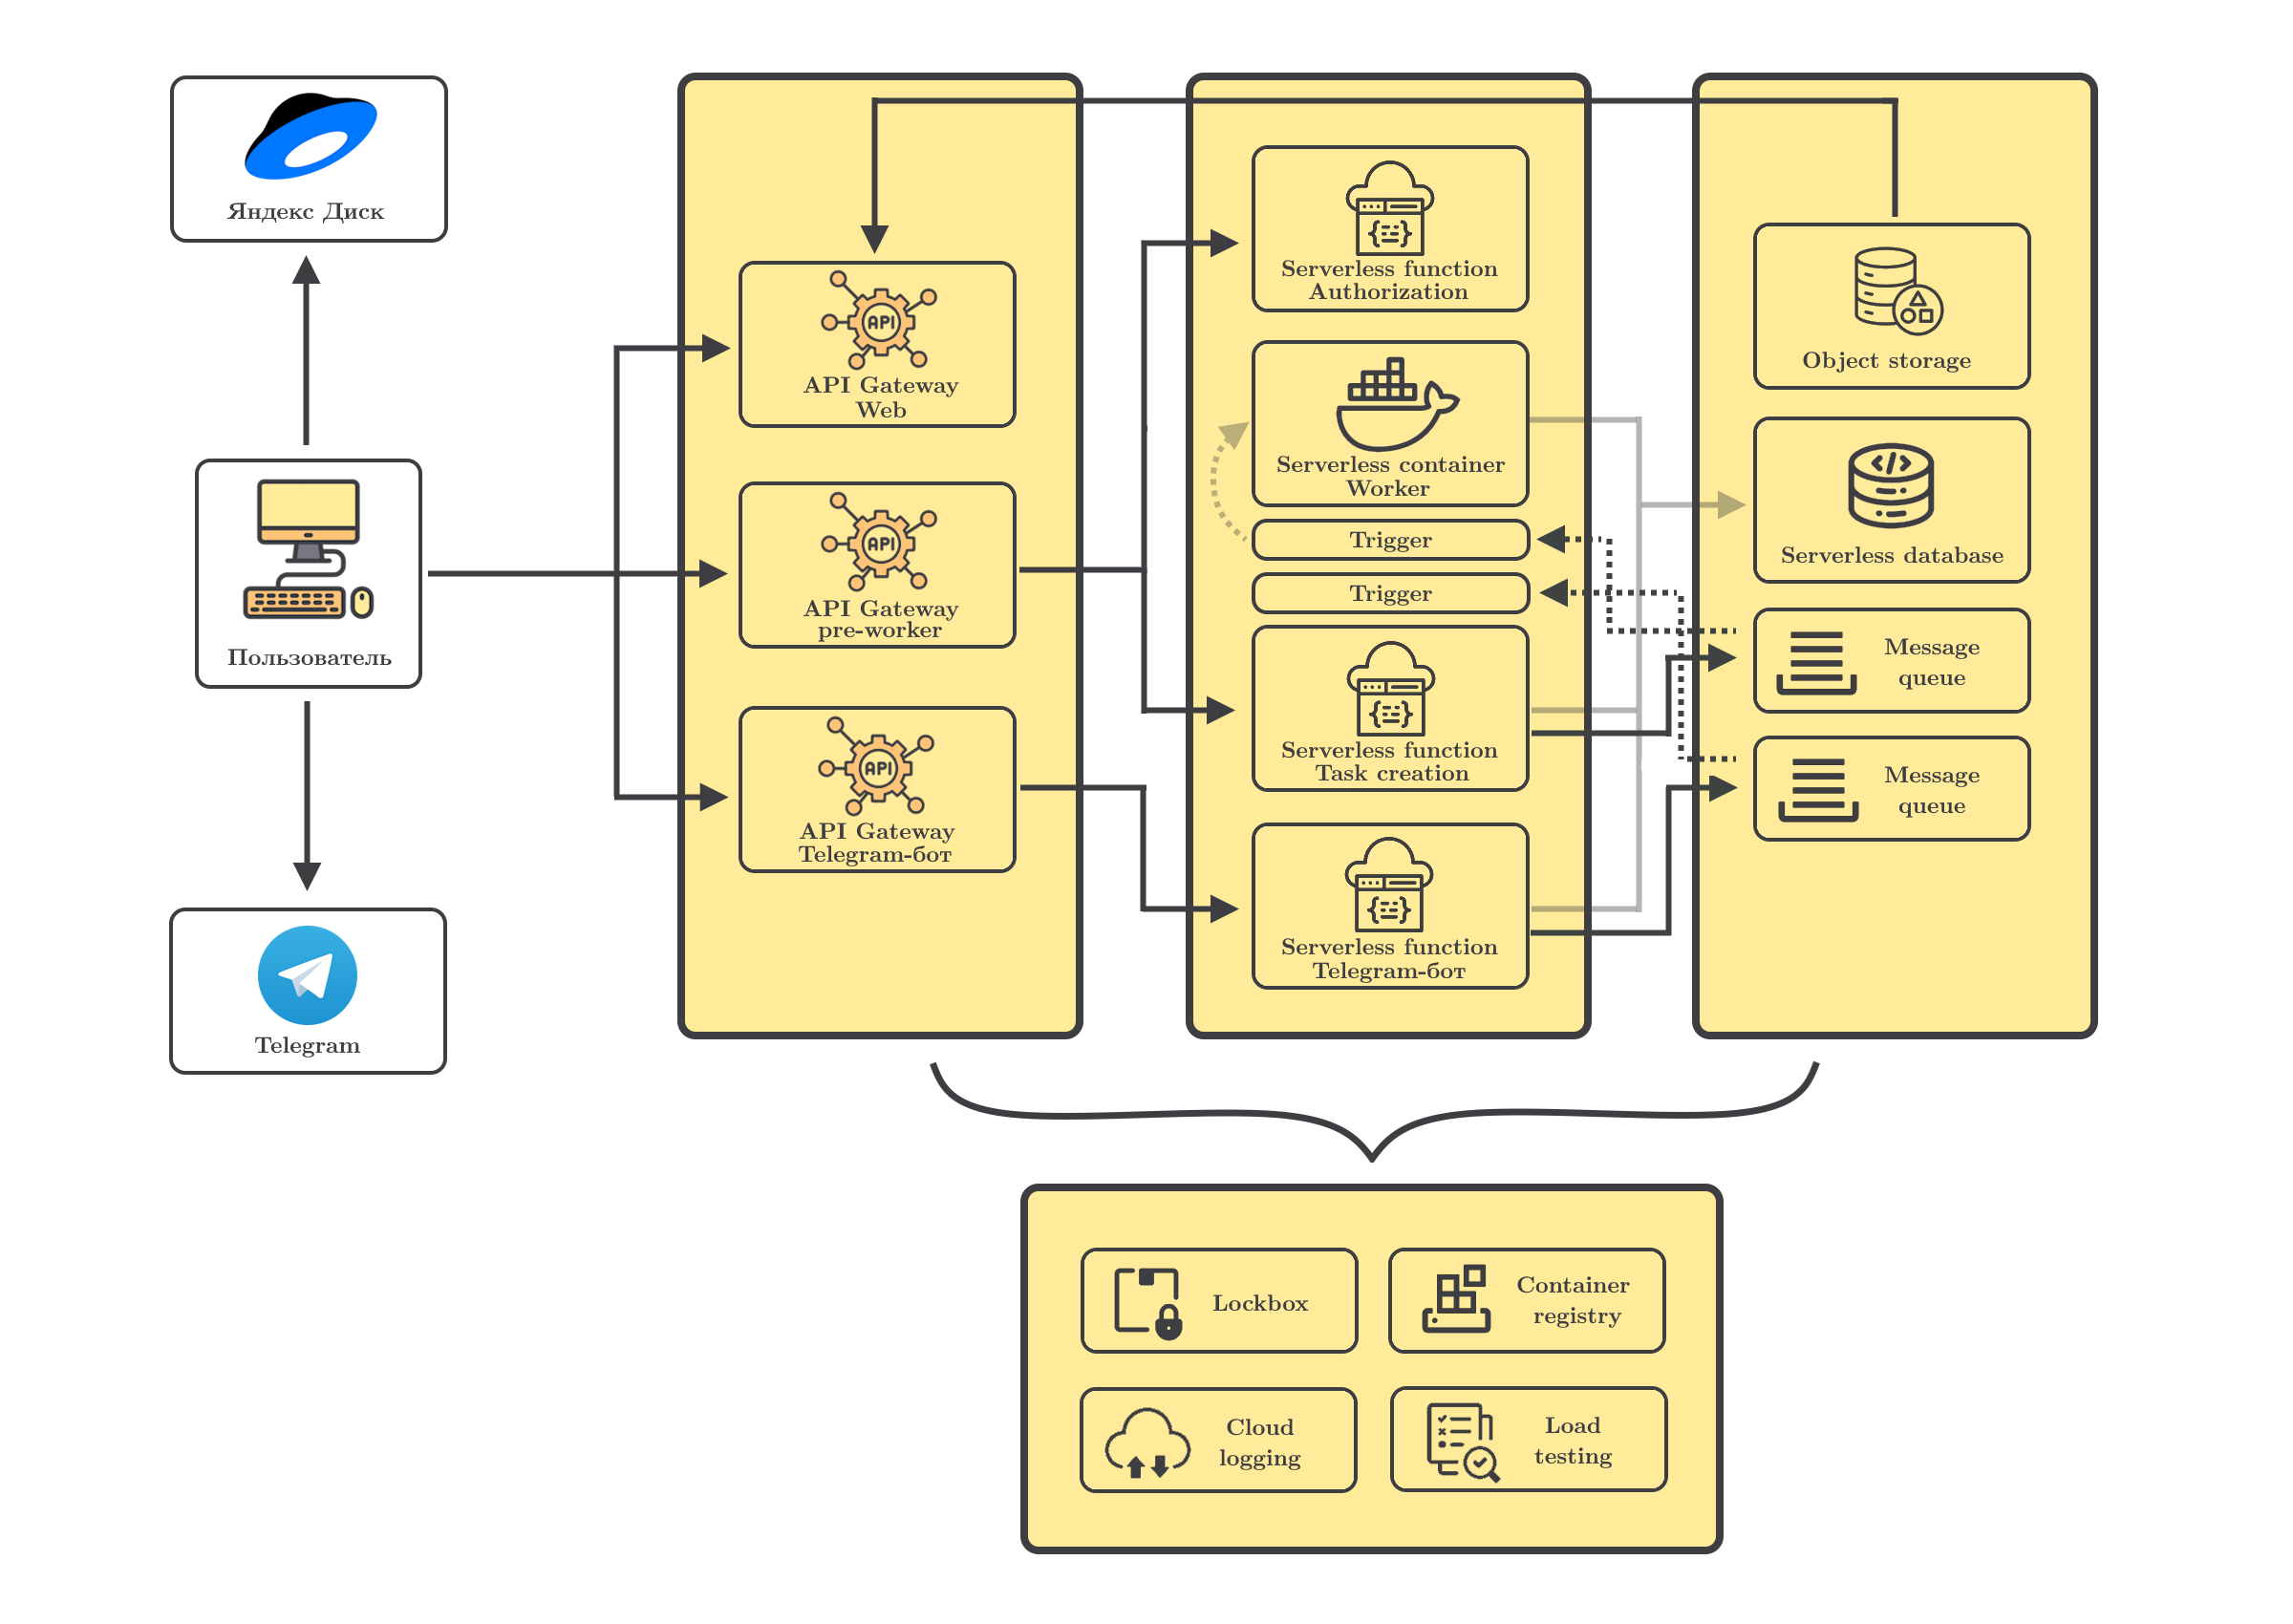 Яндекс Диск
Пользователь
Telegram
API
API Gateway
Web
API
API Gateway
pre-worker
API
API Gateway
Telegram-бот
Serverless function
Authorization
Serverless container
Worker
Trigger
Trigger
Serverless function
Task creation
Serverless function
Telegram-бот
Object storage
Serverless database
Message
queue
Message
queue
Lockbox
Container
registry
Cloud
logging
Load
testing